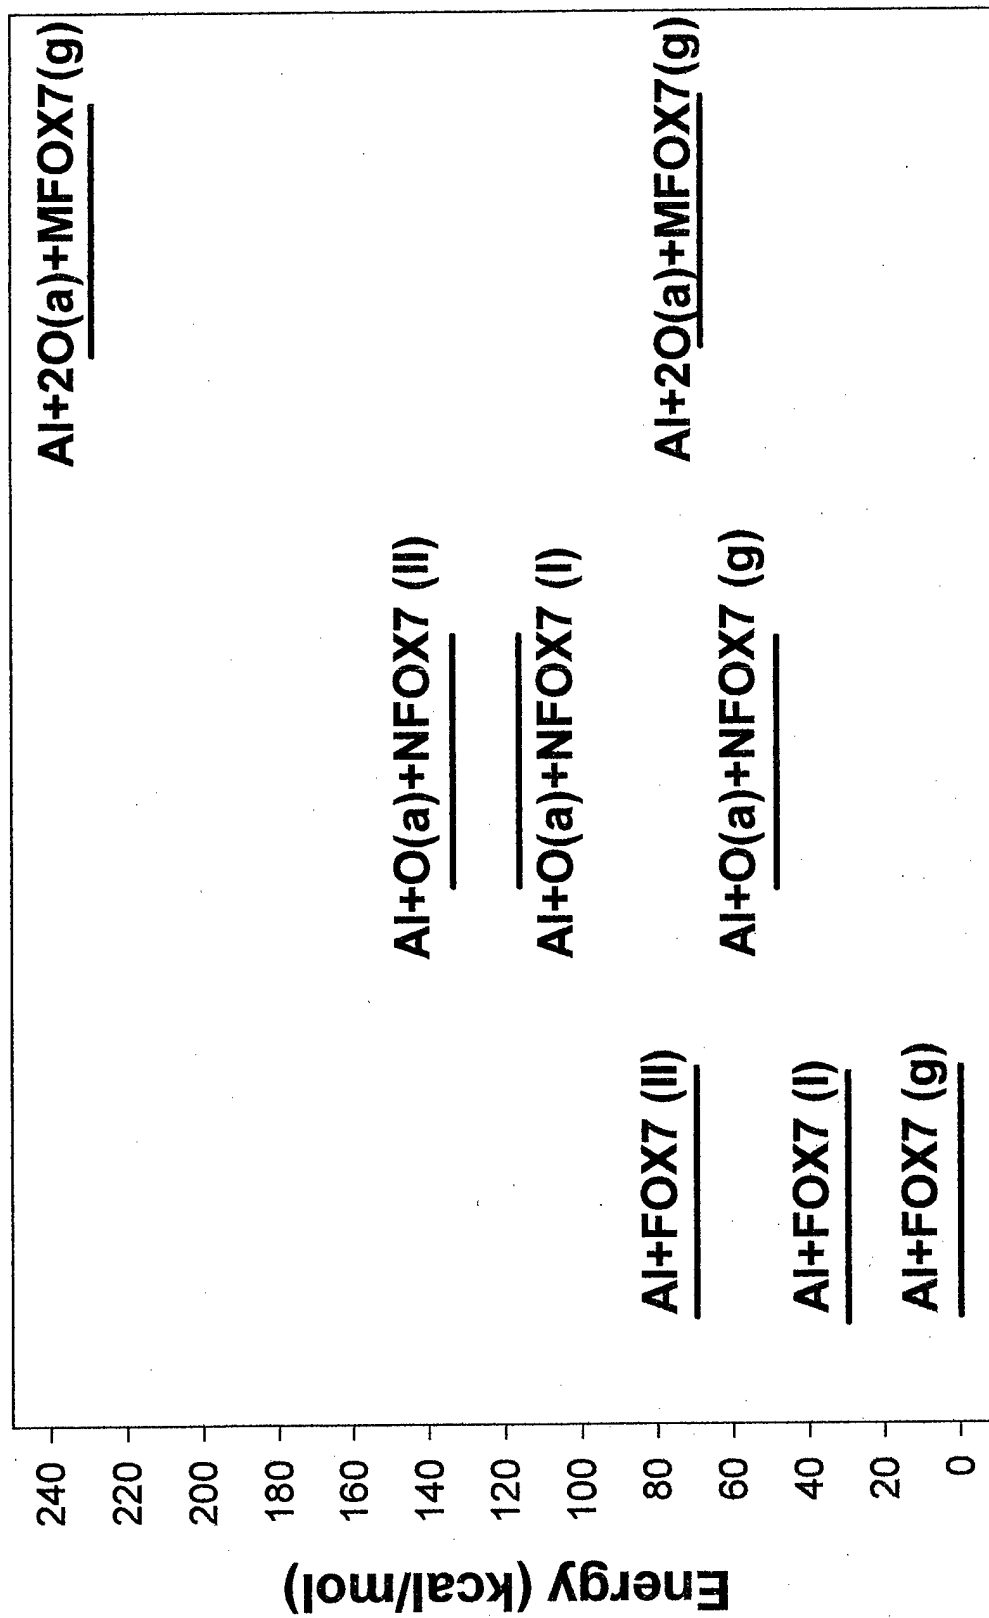 Energy (kcal/mol)
240
220
200
180
160
140
120
100
80
60
40
20
0
Al+2O(a)+MFOX7(g)
Al+O(a)+NFOX7 (II)
Al+O(a)+NFOX7 (I)
Al+2O(a)+MFOX7(g)
Al+O(a)+NFOX7 (g)
Al+FOX7 (II)
Al+FOX7 (I)
Al+FOX7 (g)